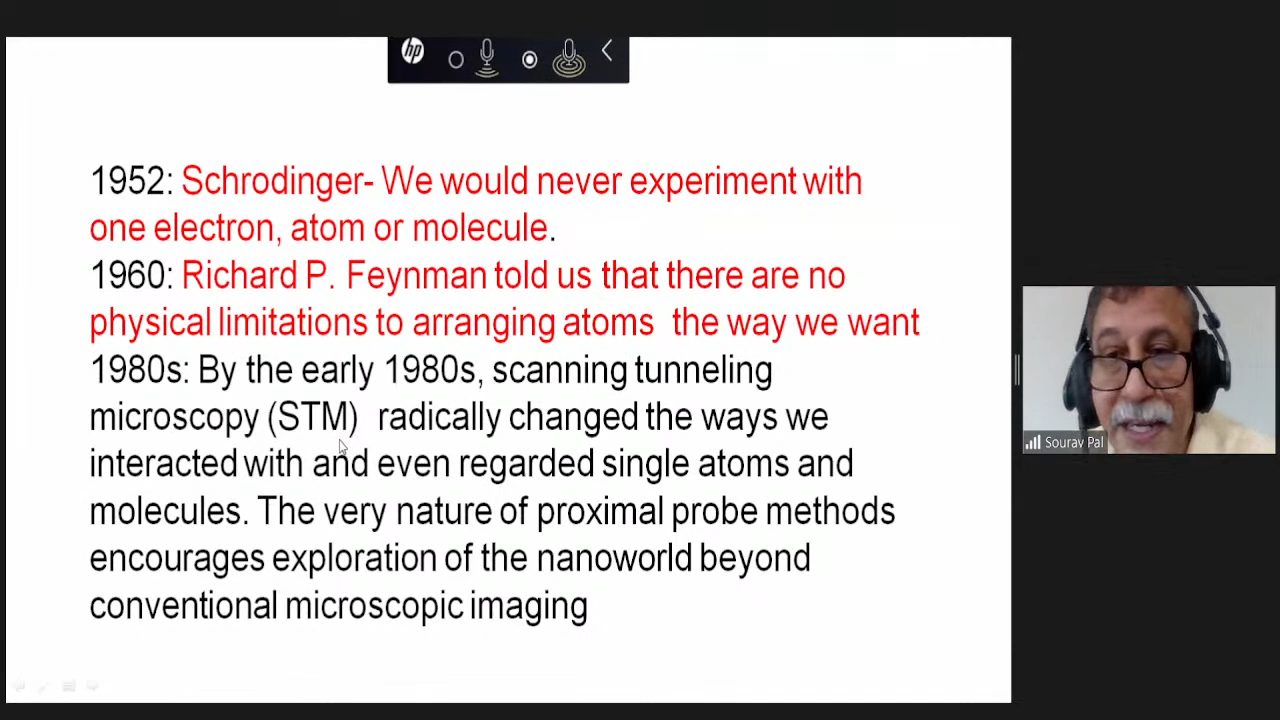 hp
1952: Schrodinger- We would never experiment with
one electron, atom or molecule.
1960: Richard P. Feynman told us that there are no
physical limitations to arranging atoms the way we want
1980s: By the early 1980s, scanning tunneling
microscopy (STM) radically changed the ways we
interacted with and even regarded single atoms and
molecules. The very nature of proximal probe methods
encourages exploration of the nanoworld beyond
conventional microscopic imaging
Sourav Pal